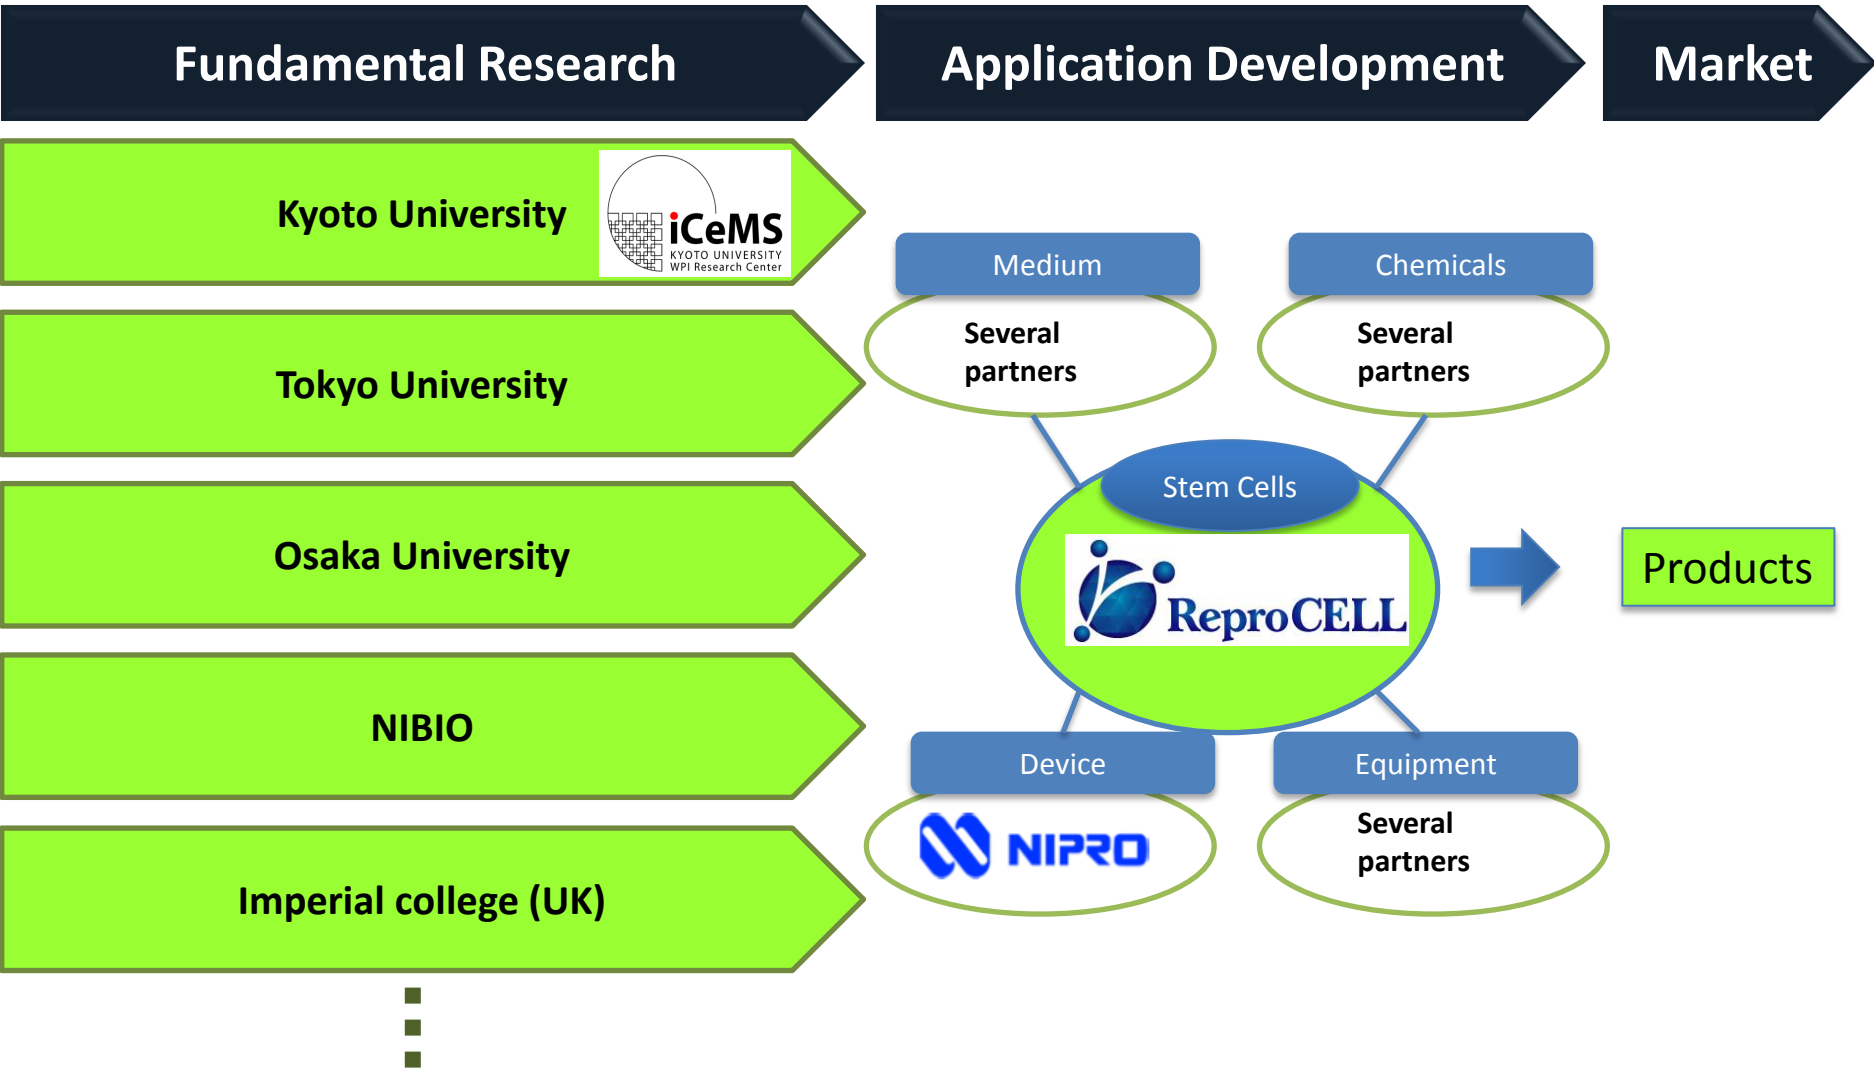 Fundamental Research
Application Development
Market
Kyoto University
iCeMS
KYOTO UNIVERSITY
WPI Research Center
Tokyo University
Osaka University
NIBIO
Imperial college (UK)
Medium
Several
partners
Chemicals
Several
partners
Stem Cells
ReproCELL
Device
NIPRO
Equipment
Several
partners
Products